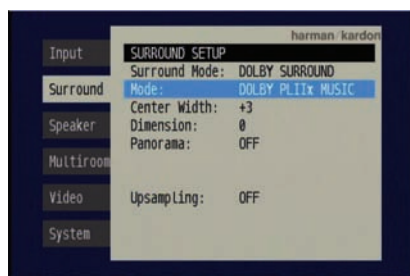 harman/kardon
Input
Surround
Speaker
Multiroom
Video
System
SURROUND SETUP
Surround Mode: DOLBY SURROUND
Mode: DOLBY PLIIx MUSIC
Center Width: +3
Dimension: 0
Panorama: OFF
Upsampling: OFF